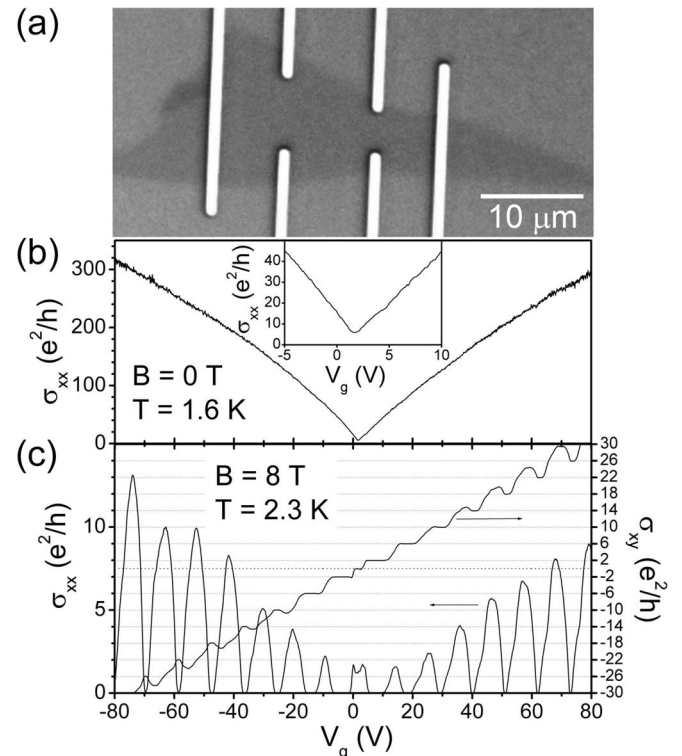 (a)
10 μm
(b)
300
200
100
0
σxx (e²/h)
B = 0 T
T = 1.6 K
σxx (e²/h)
40
30
20
10
0
-5 0 5 10
Vg (V)
(c)
B = 8 T
T = 2.3 K
σxx (e²/h)
10
5
0
30
26
22
18
14
10
6
2
-2
-6
-10
-14
-18
-22
-26
-30
σxy (e²/h)
-80 -60 -40 -20 0 20 40 60 80
Vg (V)